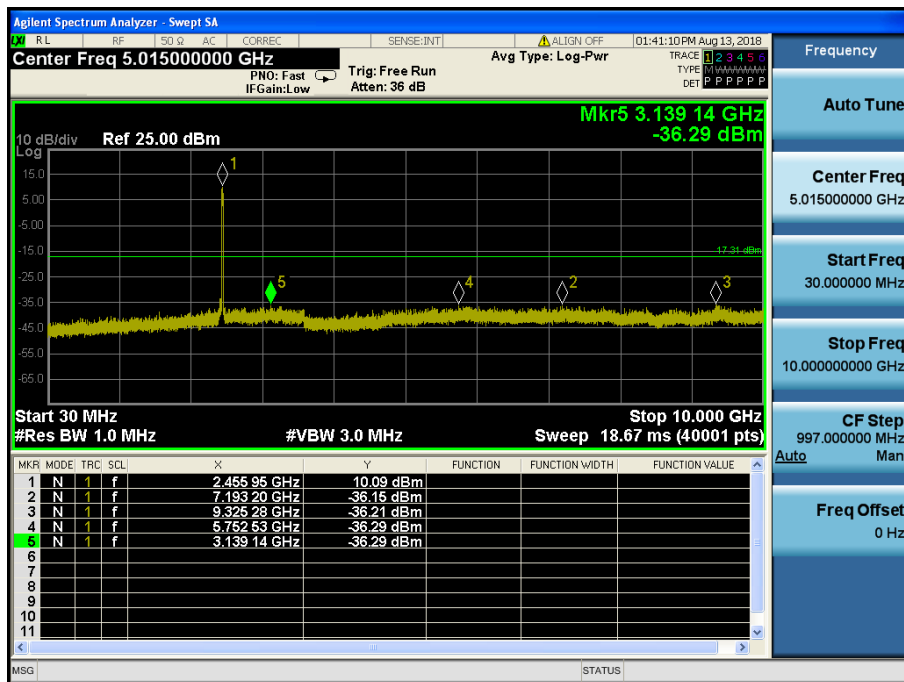 Agilent Spectrum Analyzer - Swept SA
LXI RL RF 50 Ω AC CORREC SENSE:INT ALIGN OFF 01:41:10 PM Aug 13, 2018
Center Freq 5.015000000 GHz
PNO: Fast
IFGain:Low
Trig: Free Run
Atten: 36 dB
Avg Type: Log-Pwr
TRACE 1 2 3 4 5 6
TYPE MWWWWW
DET P P P P P P
Mkr5 3.139 14 GHz
-36.29 dBm
10 dB/div Ref 25.00 dBm
Log
15.0
5.00
-5.00
-15.0
-25.0
-35.0
-45.0
-55.0
-65.0
1
5
4
2
3
-17.31 dBm
Start 30 MHz Stop 10.000 GHz
#Res BW 1.0 MHz #VBW 3.0 MHz Sweep 18.67 ms (40001 pts)
MKR MODE TRC SCL X Y FUNCTION FUNCTION WIDTH FUNCTION VALUE
1 N 1 f 2.455 95 GHz 10.09 dBm
2 N 1 f 7.193 20 GHz -36.15 dBm
3 N 1 f 9.325 28 GHz -36.21 dBm
4 N 1 f 5.752 53 GHz -36.29 dBm
5 N 1 f 3.139 14 GHz -36.29 dBm
6
7
8
9
10
11
MSG STATUS
Frequency
Auto Tune
Center Freq
5.015000000 GHz
Start Freq
30.000000 MHz
Stop Freq
10.000000000 GHz
CF Step
997.000000 MHz
Auto Man
Freq Offset
0 Hz